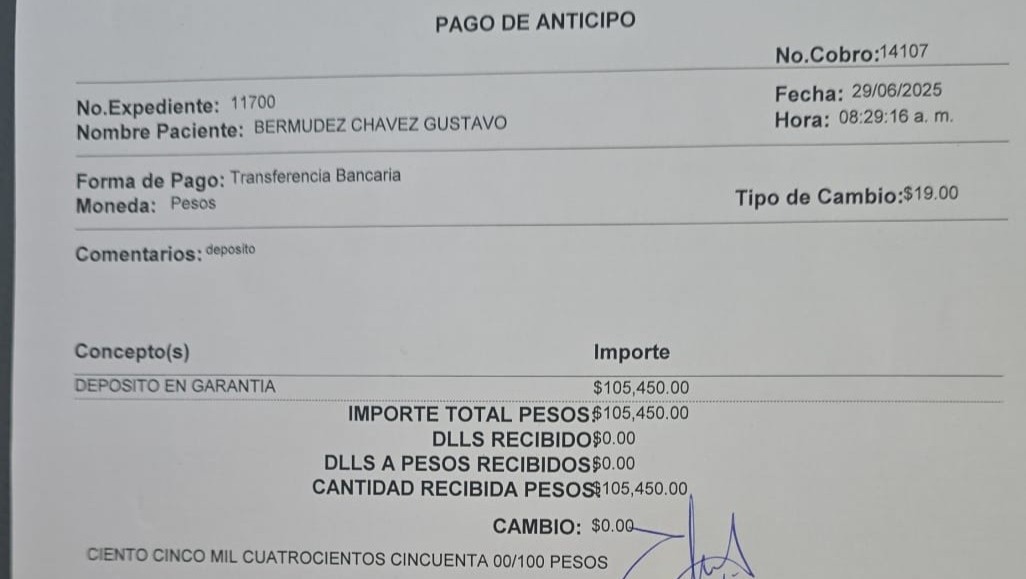 PAGO DE ANTICIPO
No.Cobro:14107
No.Expediente: 11700
Fecha: 29/06/2025
Nombre Paciente: BERMUDEZ CHAVEZ GUSTAVO
Hora: 08:29:16 a. m.
Forma de Pago: Transferencia Bancaria
Moneda: Pesos
Tipo de Cambio:$19.00
Comentarios: deposito
Concepto(s) Importe
DEPOSITO EN GARANTIA $105,450.00
IMPORTE TOTAL PESOS:$105,450.00
DLLS RECIBIDO$0.00
DLLS A PESOS RECIBIDOS$0.00
CANTIDAD RECIBIDA PESOS:$105,450.00
CAMBIO: $0.00
CIENTO CINCO MIL CUATROCIENTOS CINCUENTA 00/100 PESOS